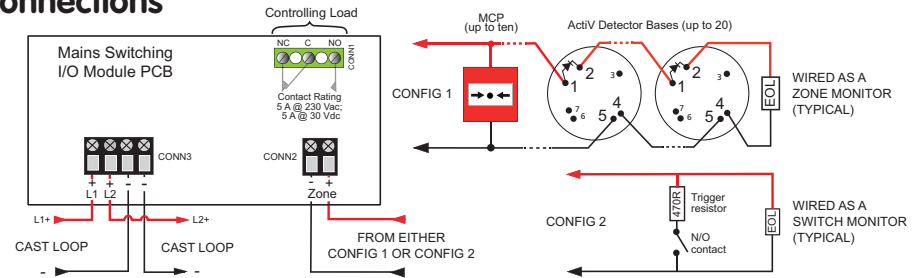 onnections
Controlling Load
NC C NO
CONN1
Mains Switching
I/O Module PCB
Contact Rating
5 A @ 230 Vac;
5 A @ 30 Vdc
CONN3
CONN2
+ + - -
L1 L2
- +
Zone
L1+
L2+
CAST LOOP
CAST LOOP
-
-
FROM EITHER
CONFIG 1 OR CONFIG 2
MCP
(up to ten)
ActiV Detector Bases (up to 20)
CONFIG 1
1
2
3
4
5
6
7
1
2
3
4
5
6
7
EOL
WIRED AS A
ZONE MONITOR
(TYPICAL)
CONFIG 2
470R
Trigger
resistor
N/O
contact
EOL
WIRED AS A
SWITCH MONITOR
(TYPICAL)